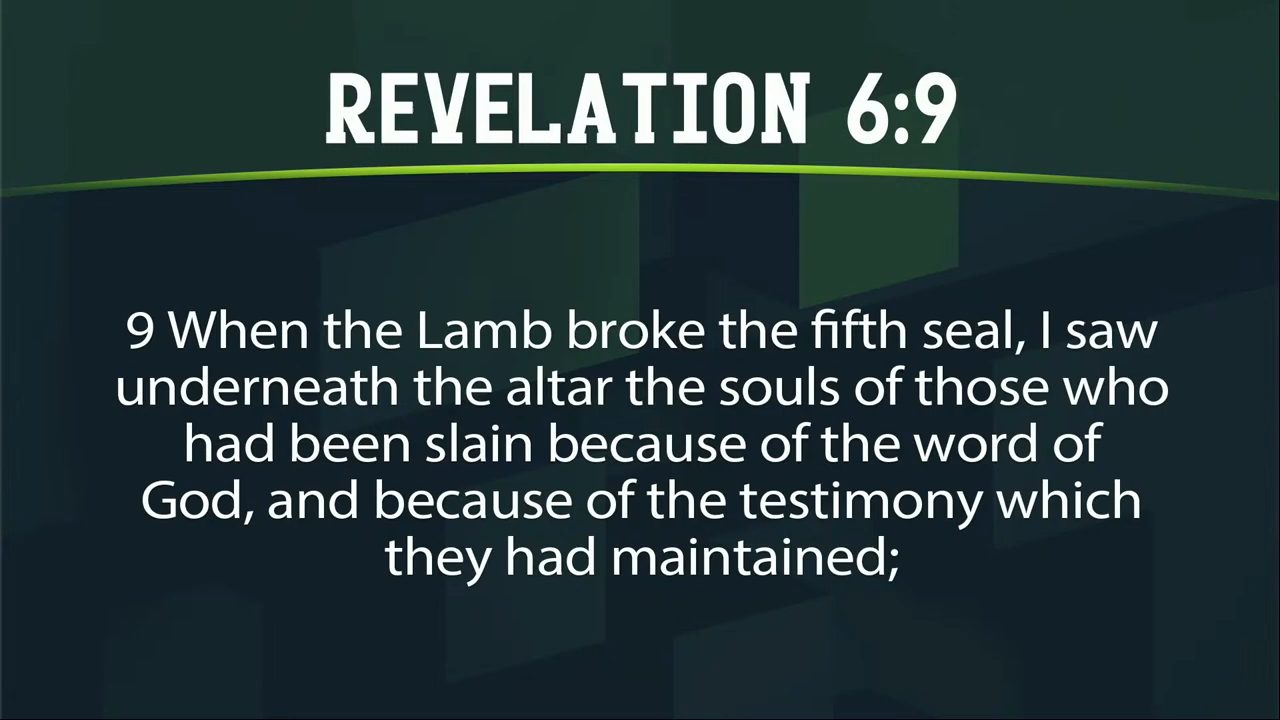 REVELATION 6:9
9 When the Lamb broke the fifth seal, I saw
underneath the altar the souls of those who
had been slain because of the word of
God, and because of the testimony which
they had maintained;